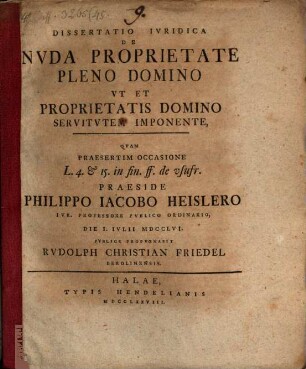 9.
DISSERTATIO IVRIDICA
DE
NVDA PROPRIETATE
PLENO DOMINO
VT ET
PROPRIETATIS DOMINO
SERVITVTEM IMPONENTE,
QVAM
PRAESERTIM OCCASIONE
L. 4. & 15. in fin. ff. de vsufr.
PRAESIDE
PHILIPPO IACOBO HEISLERO
IVR. PROFESSORE PVBLICO ORDINARIO,
DIE I. IVLII MDCCLVI.
PVBLICE
RVDOLPH CHRISTIAN FRIEDEL
BEROLINENSIS.
HALAE,
TYPIS HENDELIANIS
MDCCLXXVIII.